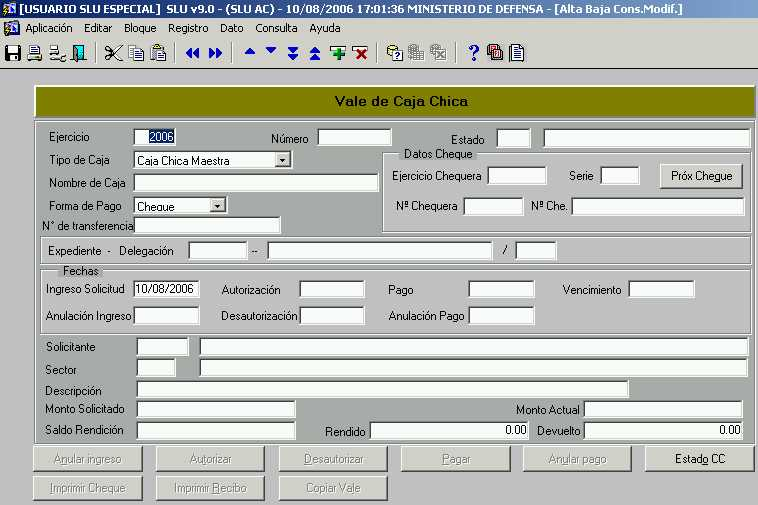 [USUARIO SLU ESPECIAL] SLU v9.0 - (SLU AC) - 10/08/2006 17:01:36 MINISTERIO DE DEFENSA - [Alta Baja Cons.Modif.]
Aplicación Editar Bloque Registro Dato Consulta Ayuda
Vale de Caja Chica
Ejercicio 2006 Número Estado
Tipo de Caja Caja Chica Maestra Datos Cheque
Nombre de Caja Ejercicio Chequera Serie Próx Cheque
Forma de Pago Cheque Nº Chequera Nº Che.
N° de transferencia
Expediente - Delegación -- /
Fechas
Ingreso Solicitud 10/08/2006 Autorización Pago Vencimiento
Anulación Ingreso Desautorización Anulación Pago
Solicitante
Sector
Descripción
Monto Solicitado Monto Actual
Saldo Rendición Rendido 0.00 Devuelto 0.00
Anular ingreso Autorizar Desautorizar Pagar Anular pago Estado CC
Imprimir Cheque Imprimir Recibo Copiar Vale